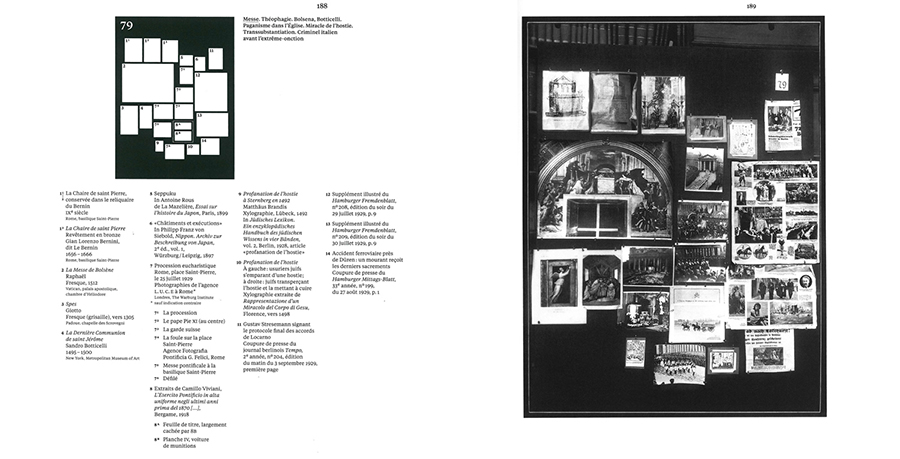 188
79
Messe. Théophagie. Bolsena, Botticelli.
Paganisme dans l'Église. Miracle de l'hostie.
Transsubstantiation. Criminel italien
avant l'extrême-onction
La Chaire de saint Pierre,
conservée dans le reliquaire
du Bernin
IXe siècle
Rome, basilique Saint-Pierre
La Chaire de saint Pierre
Revêtement en bronze
Gian Lorenzo Bernini,
dit Le Bernin
1656–1666
Rome, basilique Saint-Pierre
2 La Messe de Bolsène
Raphaël
Fresque, 1512
Vatican, palais apostolique,
chambre d'Héliodore
3 Spes
Giotto
Fresque (grisaille), vers 1305
Padoue, chapelle des Scrovegni
4 La Dernière Communion
de saint Jérôme
Sandro Botticelli
1495–1500
New York, Metropolitan Museum of Art
5 Seppuku
In Antoine Rous
de La Mazelière, Essai sur
l'histoire du Japon, Paris, 1899
6 «Châtiments et exécutions»
In Philipp Franz von
Siebold, Nippon. Archiv zur
Beschreibung von Japan,
2e éd., vol. 1,
Würzburg/Leipzig, 1897
7 Procession eucharistique
Rome, place Saint-Pierre,
le 25 juillet 1929
Photographies de l'agence
L. U. C. E à Rome*
London, The Warburg Institute
* sauf indication contraire
La procession
Le pape Pie XI (au centre)
La garde suisse
La foule sur la place
Saint-Pierre
Agence Fotografia
Pontificia G. Felici, Rome
Messe pontificale à la
basilique Saint-Pierre
Défilé
8 Extraits de Camillo Viviani,
L'Esercito Pontificio in alta
uniforme negli ultimi anni
prima del 1870 [...],
Bergame, 1918
Feuille de titre, largement
cachée par 8b
Planche IV, voiture
de munitions
9 Profanation de l'hostie
à Sternberg en 1492
Matthäus Brandis
Xylographie, Lübeck, 1492
In Jüdisches Lexikon.
Ein enzyklopädisches
Handbuch des jüdischen
Wissens in vier Bänden,
vol. 2, Berlin, 1928, article
«profanation de l'hostie»
10 Profanation de l'hostie
À gauche : usuriers juifs
s'emparant d'une hostie;
à droite : juifs transperçant
l'hostie et la mettant à cuire
Xylographie extraite de
Rappresentazione d'un
Miracolo del Corpo di Gesu,
Florence, vers 1498
11 Gustav Stresemann signant
le protocole final des accords
de Locarno
Coupure de presse du
journal berlinois Tempo,
2e année, no 204, édition
du matin du 3 septembre 1929,
première page
12 Supplément illustré du
Hamburger Fremdenblatt,
no 208, édition du soir du
29 juillet 1929, p. 9
13 Supplément illustré du
Hamburger Fremdenblatt,
no 209, édition du soir du
30 juillet 1929, p. 9
14 Accident ferroviaire près
de Düren : un mourant reçoit
les derniers sacrements
Coupure de presse du
Hamburger Mittags-Blatt,
33e année, no 199,
du 27 août 1929, p. 1
189
79